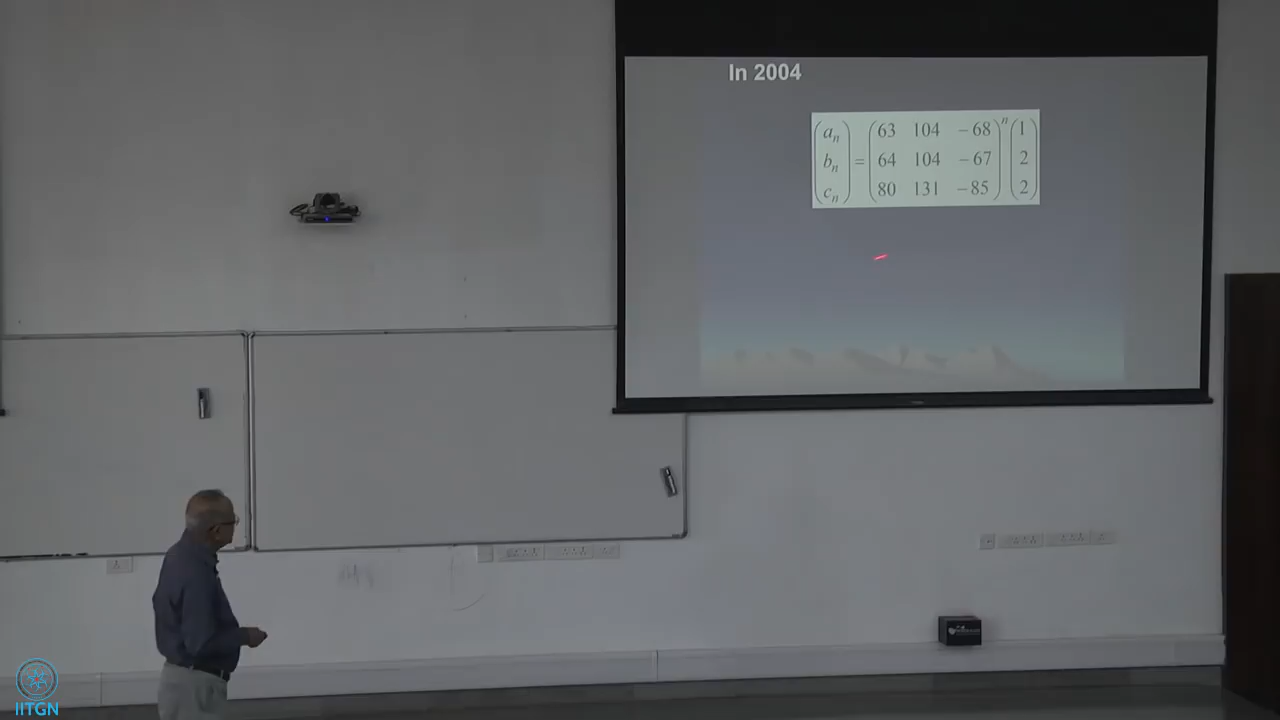 In 2004
(aₙ) = (63 104 −68)ⁿ (1)
(bₙ) (64 104 −67) (2)
(cₙ) (80 131 −85) (2)
IITGN